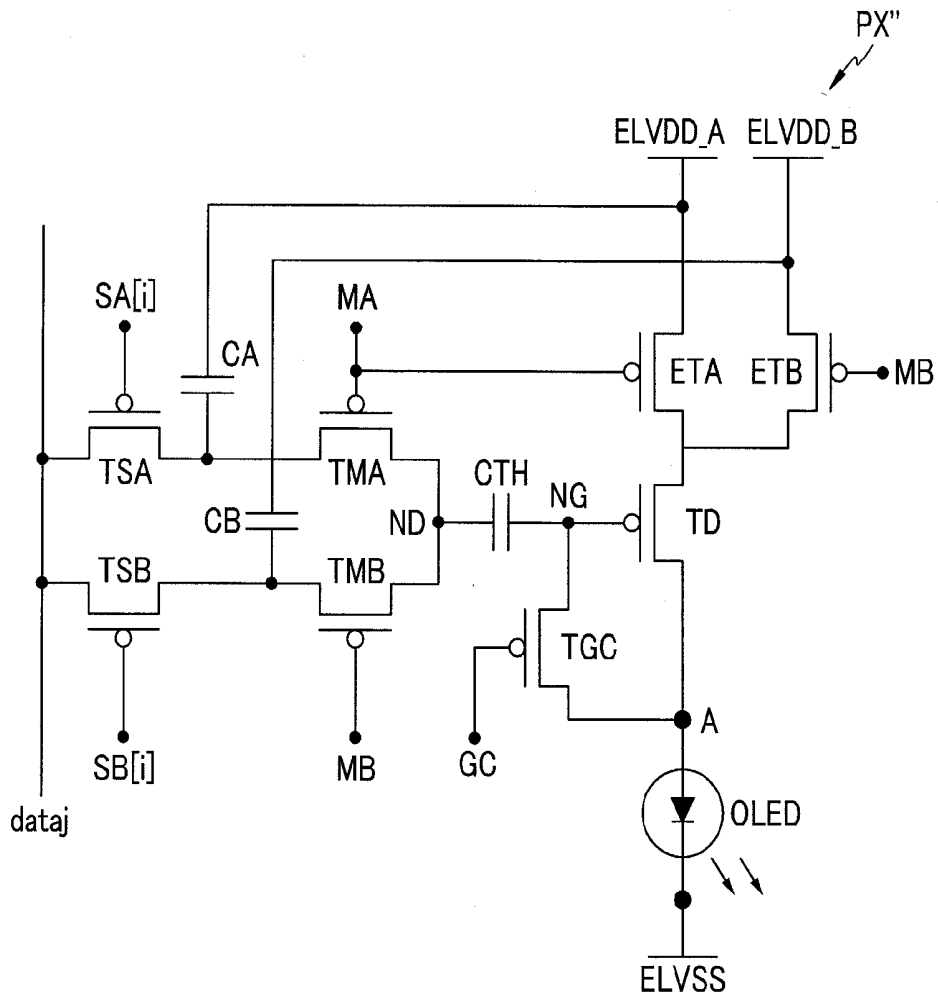 PX"
ELVDD_A
ELVDD_B
SA[i]
MA
CA
ETA
ETB
MB
TSA
TMA
CTH
NG
CB
ND
TD
TSB
TMB
TGC
SB[i]
MB
GC
A
dataj
OLED
ELVSS